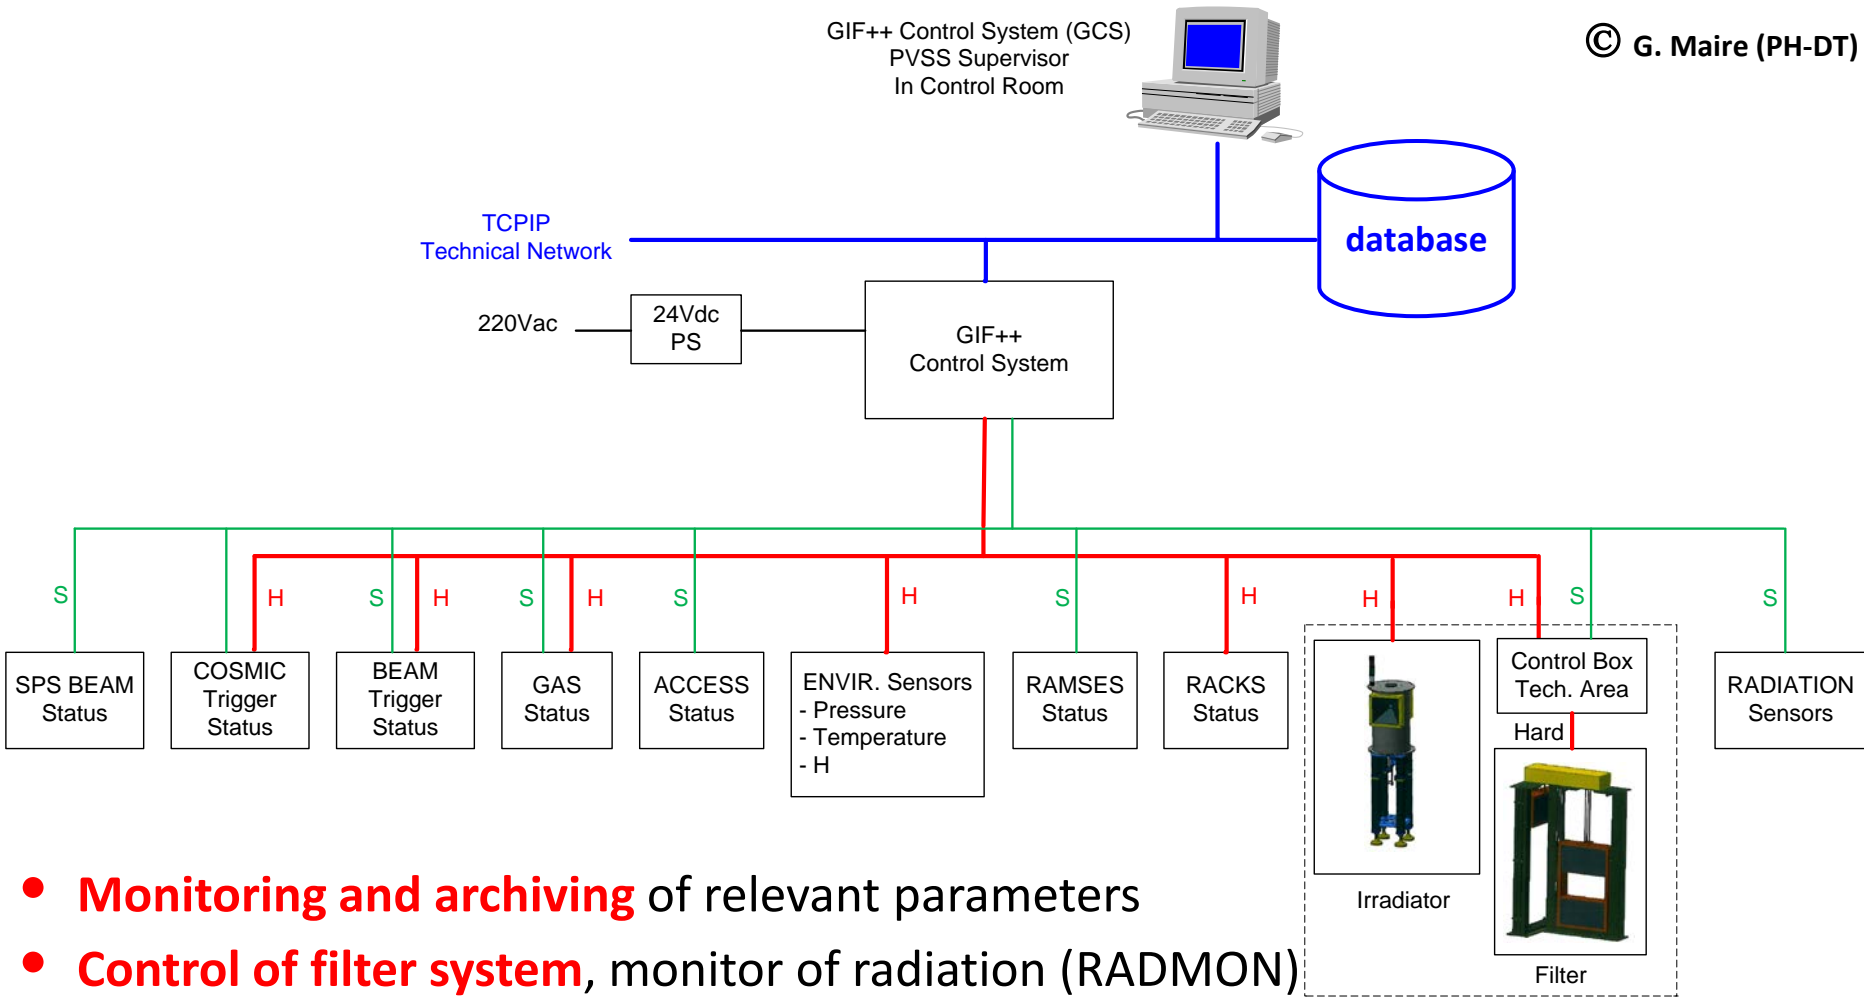 GIF++ Control System (GCS)
PVSS Supervisor
In Control Room
© G. Maire (PH-DT)
TCPIP
Technical Network
database
220Vac
24Vdc
PS
GIF++
Control System
S
H
S
H
S
H
S
H
S
H
H
H
S
S
SPS BEAM
Status
COSMIC
Trigger
Status
BEAM
Trigger
Status
GAS
Status
ACCESS
Status
ENVIR. Sensors
- Pressure
- Temperature
- H
RAMSES
Status
RACKS
Status
Control Box
Tech. Area
Hard
RADIATION
Sensors
Irradiator
Filter
• Monitoring and archiving of relevant parameters
• Control of filter system, monitor of radiation (RADMON)